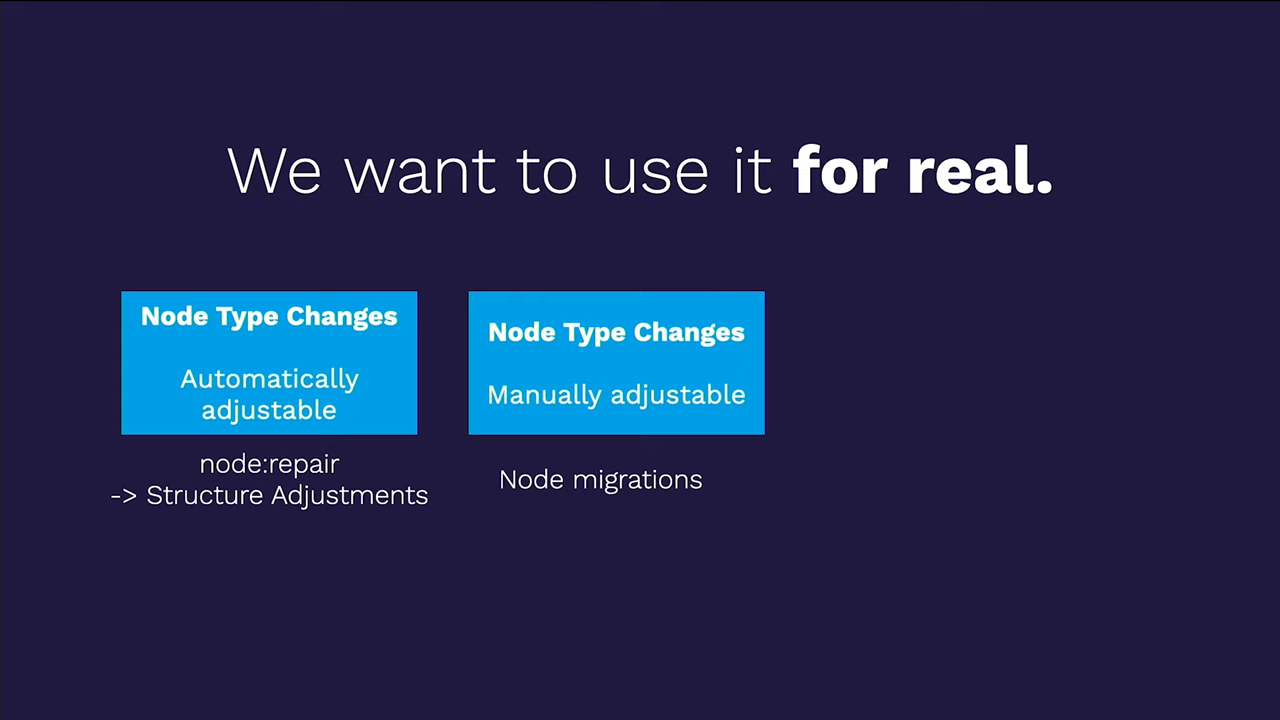 We want to use it for real.
Node Type Changes
Automatically
adjustable
node:repair
-> Structure Adjustments
Node Type Changes
Manually adjustable
Node migrations